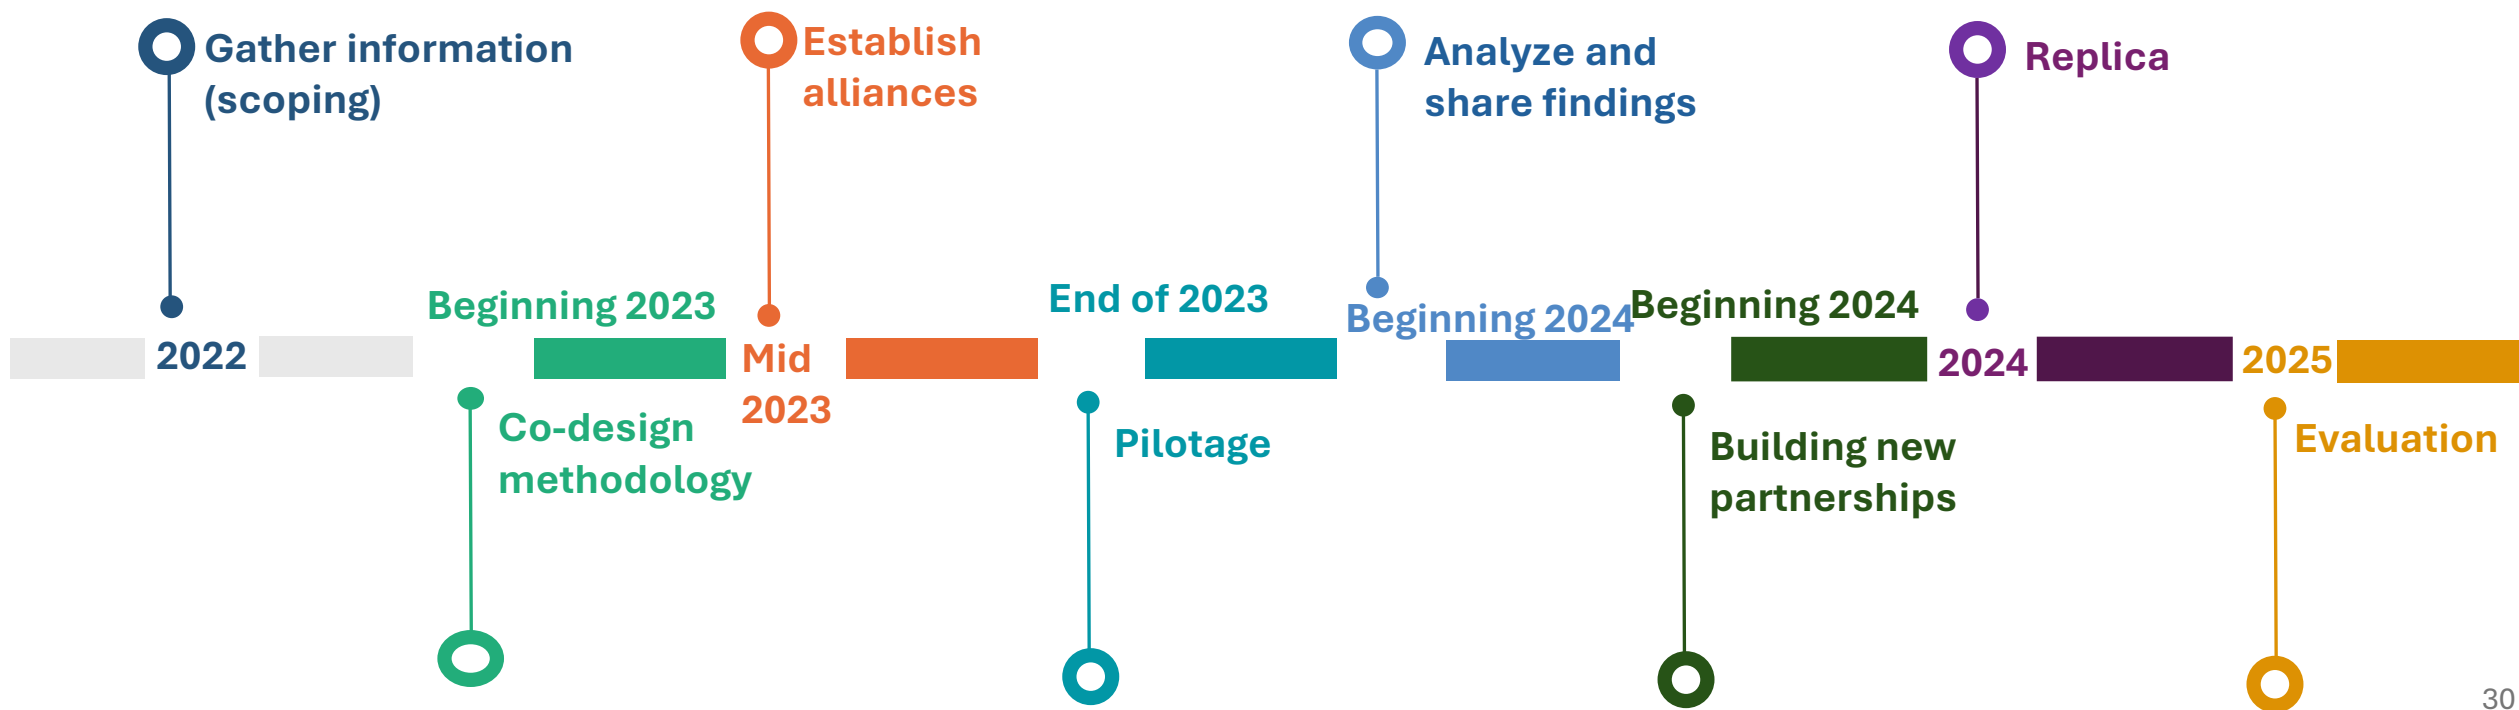 Gather information
(scoping)
2022
Beginning 2023
Co-design
methodology
Establish
alliances
Mid
2023
End of 2023
Pilotage
Analyze and
share findings
Beginning 2024
Beginning 2024
Building new
partnerships
Replica
2024
2025
Evaluation
30